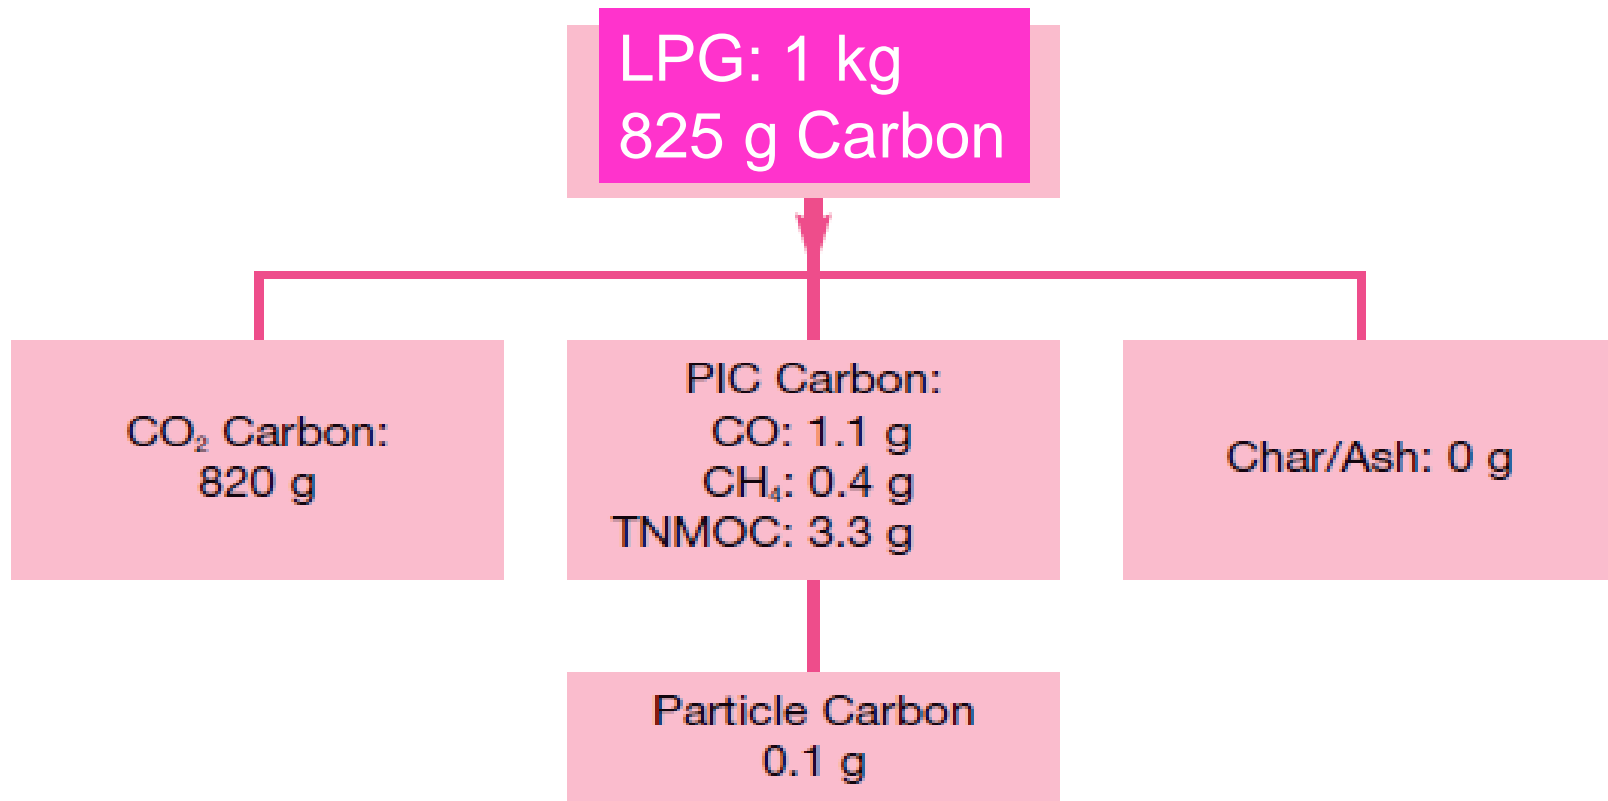 LPG: 1 kg
825 g Carbon
CO₂ Carbon:
820 g
PIC Carbon:
CO: 1.1 g
CH₄: 0.4 g
TNMOC: 3.3 g
Char/Ash: 0 g
Particle Carbon
0.1 g